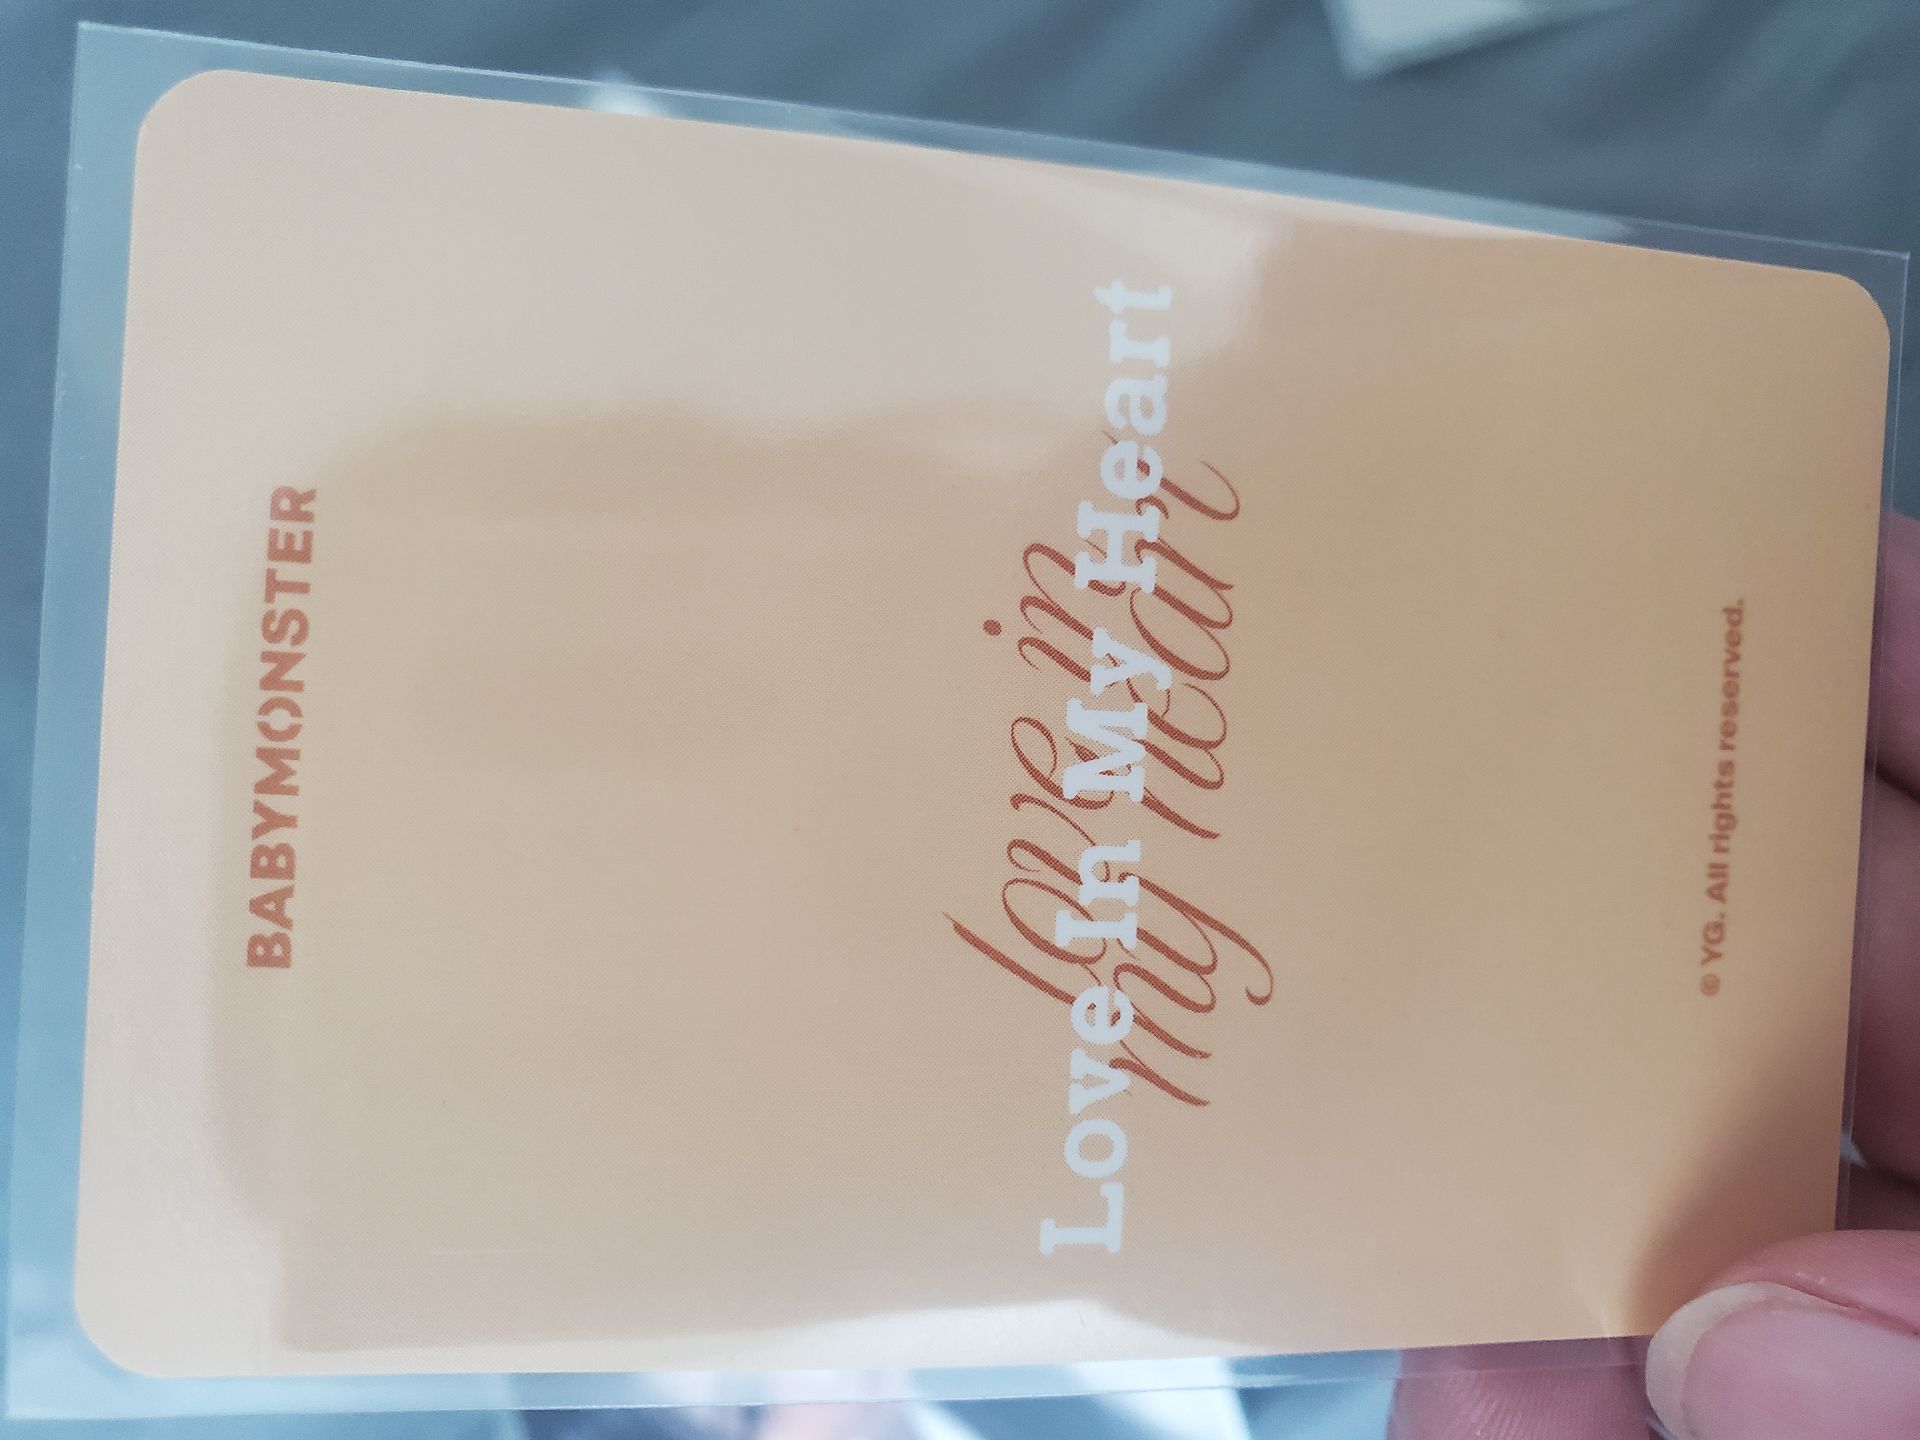 BABYMONSTER
love in
my heart
Love In My Heart
© YG. All rights reserved.